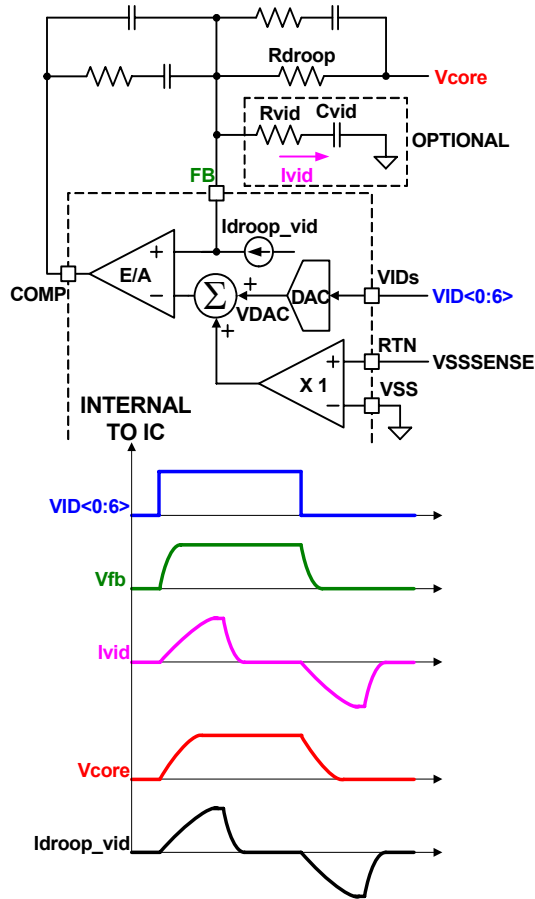 Rdroop
Vcore
Rvid
Cvid
OPTIONAL
Ivid
FB
Idroop_vid
+
E/A
−
COMP
Σ
+
+
VDAC
DAC
VIDs
VID<0:6>
RTN
VSSSENSE
+
X 1
−
VSS
INTERNAL
TO IC
VID<0:6>
Vfb
Ivid
Vcore
Idroop_vid